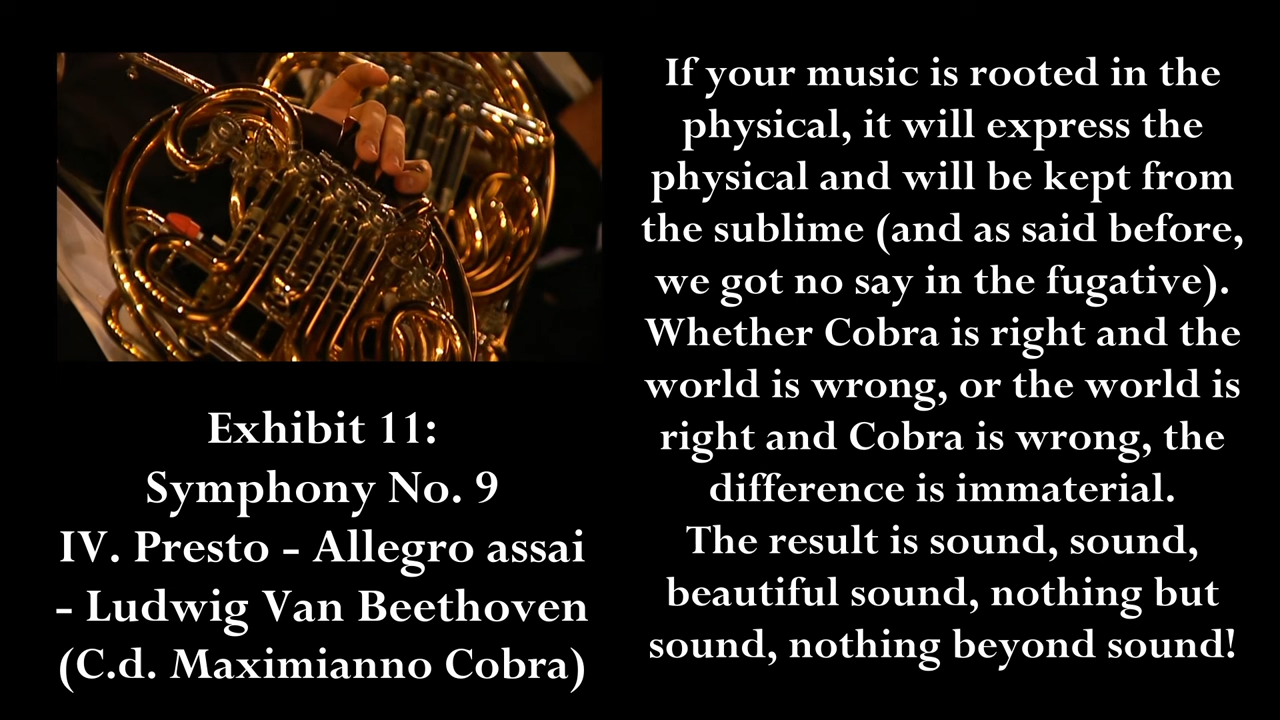 Exhibit 11:
Symphony No. 9
IV. Presto - Allegro assai
- Ludwig Van Beethoven
(C.d. Maximianno Cobra)
If your music is rooted in the
physical, it will express the
physical and will be kept from
the sublime (and as said before,
we got no say in the fugative).
Whether Cobra is right and the
world is wrong, or the world is
right and Cobra is wrong, the
difference is immaterial.
The result is sound, sound,
beautiful sound, nothing but
sound, nothing beyond sound!